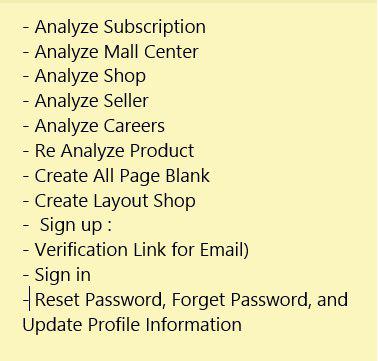 - Analyze Subscription
- Analyze Mall Center
- Analyze Shop
- Analyze Seller
- Analyze Careers
- Re Analyze Product
- Create All Page Blank
- Create Layout Shop
-  Sign up :
- Verification Link for Email)
- Sign in
- Reset Password, Forget Password, and
Update Profile Information